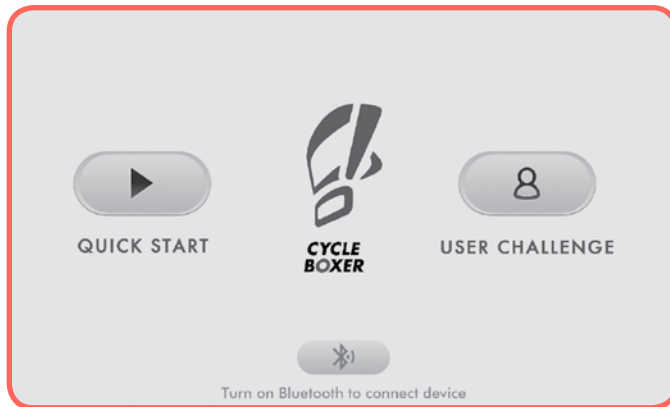 QUICK START
CYCLE
BOXER
USER CHALLENGE
Turn on Bluetooth to connect device